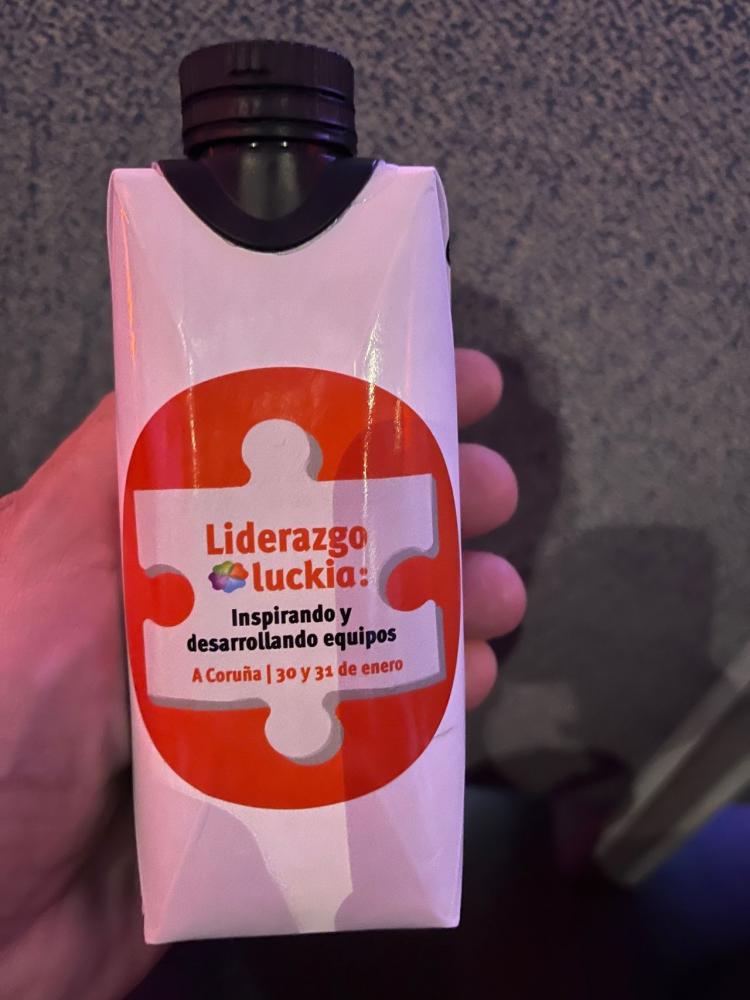 Liderazgo
luckia:
Inspirando y
desarrollando equipos
A Coruña | 30 y 31 de enero